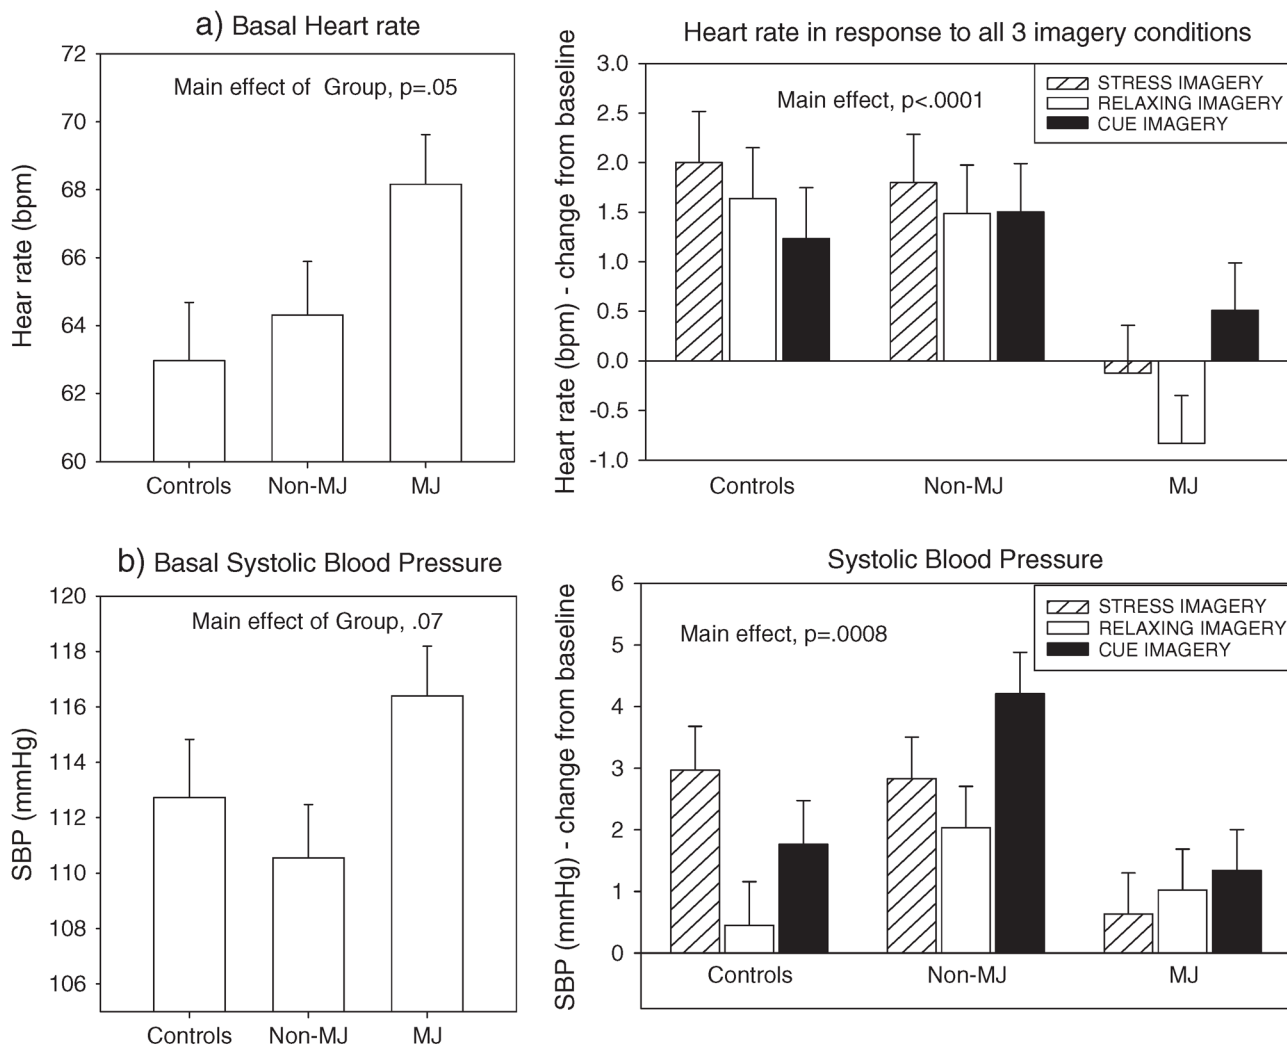 a) Basal Heart rate
72
70
68
66
64
62
60
Hear rate (bpm)
Main effect of Group, p=.05
Controls Non-MJ MJ
Heart rate in response to all 3 imagery conditions
3.0
2.5
2.0
1.5
1.0
0.5
0.0
-0.5
-1.0
Heart rate (bpm) - change from baseline
Main effect, p<.0001
STRESS IMAGERY
RELAXING IMAGERY
CUE IMAGERY
Controls Non-MJ MJ
b) Basal Systolic Blood Pressure
120
118
116
114
112
110
108
106
SBP (mmHg)
Main effect of Group, .07
Controls Non-MJ MJ
Systolic Blood Pressure
6
5
4
3
2
1
0
SBP (mmHg) - change from baseline
Main effect, p=.0008
STRESS IMAGERY
RELAXING IMAGERY
CUE IMAGERY
Controls Non-MJ MJ